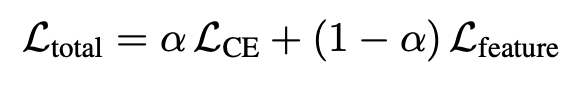 ℒ_total = α ℒ_CE + (1 − α) ℒ_feature